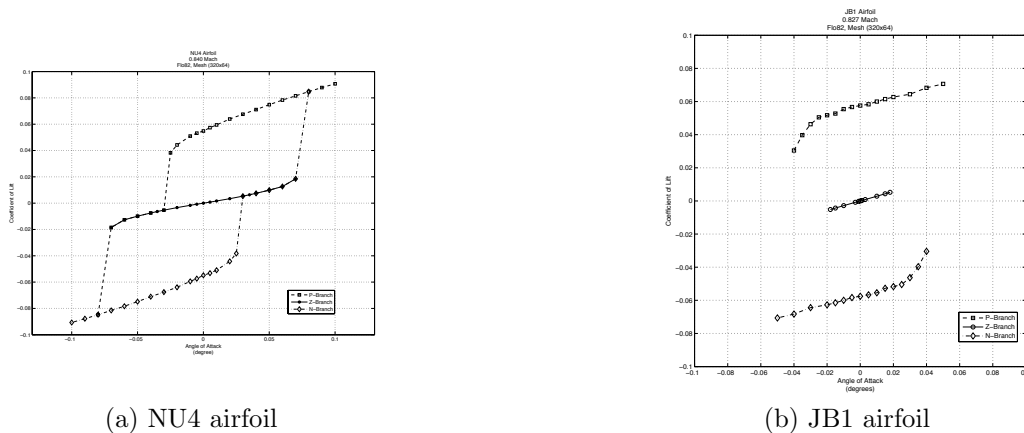 NU4 Airfoil
0.840 Mach
Flo82, Mesh (320x64)
0.1
0.08
0.06
0.04
0.02
0
−0.02
−0.04
−0.06
−0.08
−0.1
Coefficient of Lift
−0.1
−0.05
0
0.05
0.1
Angle of Attack
(degree)
P−Branch
Z−Branch
N−Branch
(a) NU4 airfoil
JB1 Airfoil
0.827 Mach
Flo82, Mesh (320x64)
0.1
0.08
0.06
0.04
0.02
0
−0.02
−0.04
−0.06
−0.08
−0.1
Coefficient of Lift
−0.1
−0.08
−0.06
−0.04
−0.02
0
0.02
0.04
0.06
0.08
0.1
Angle of Attack
(degrees)
P−Branch
Z−Branch
N−Branch
(b) JB1 airfoil